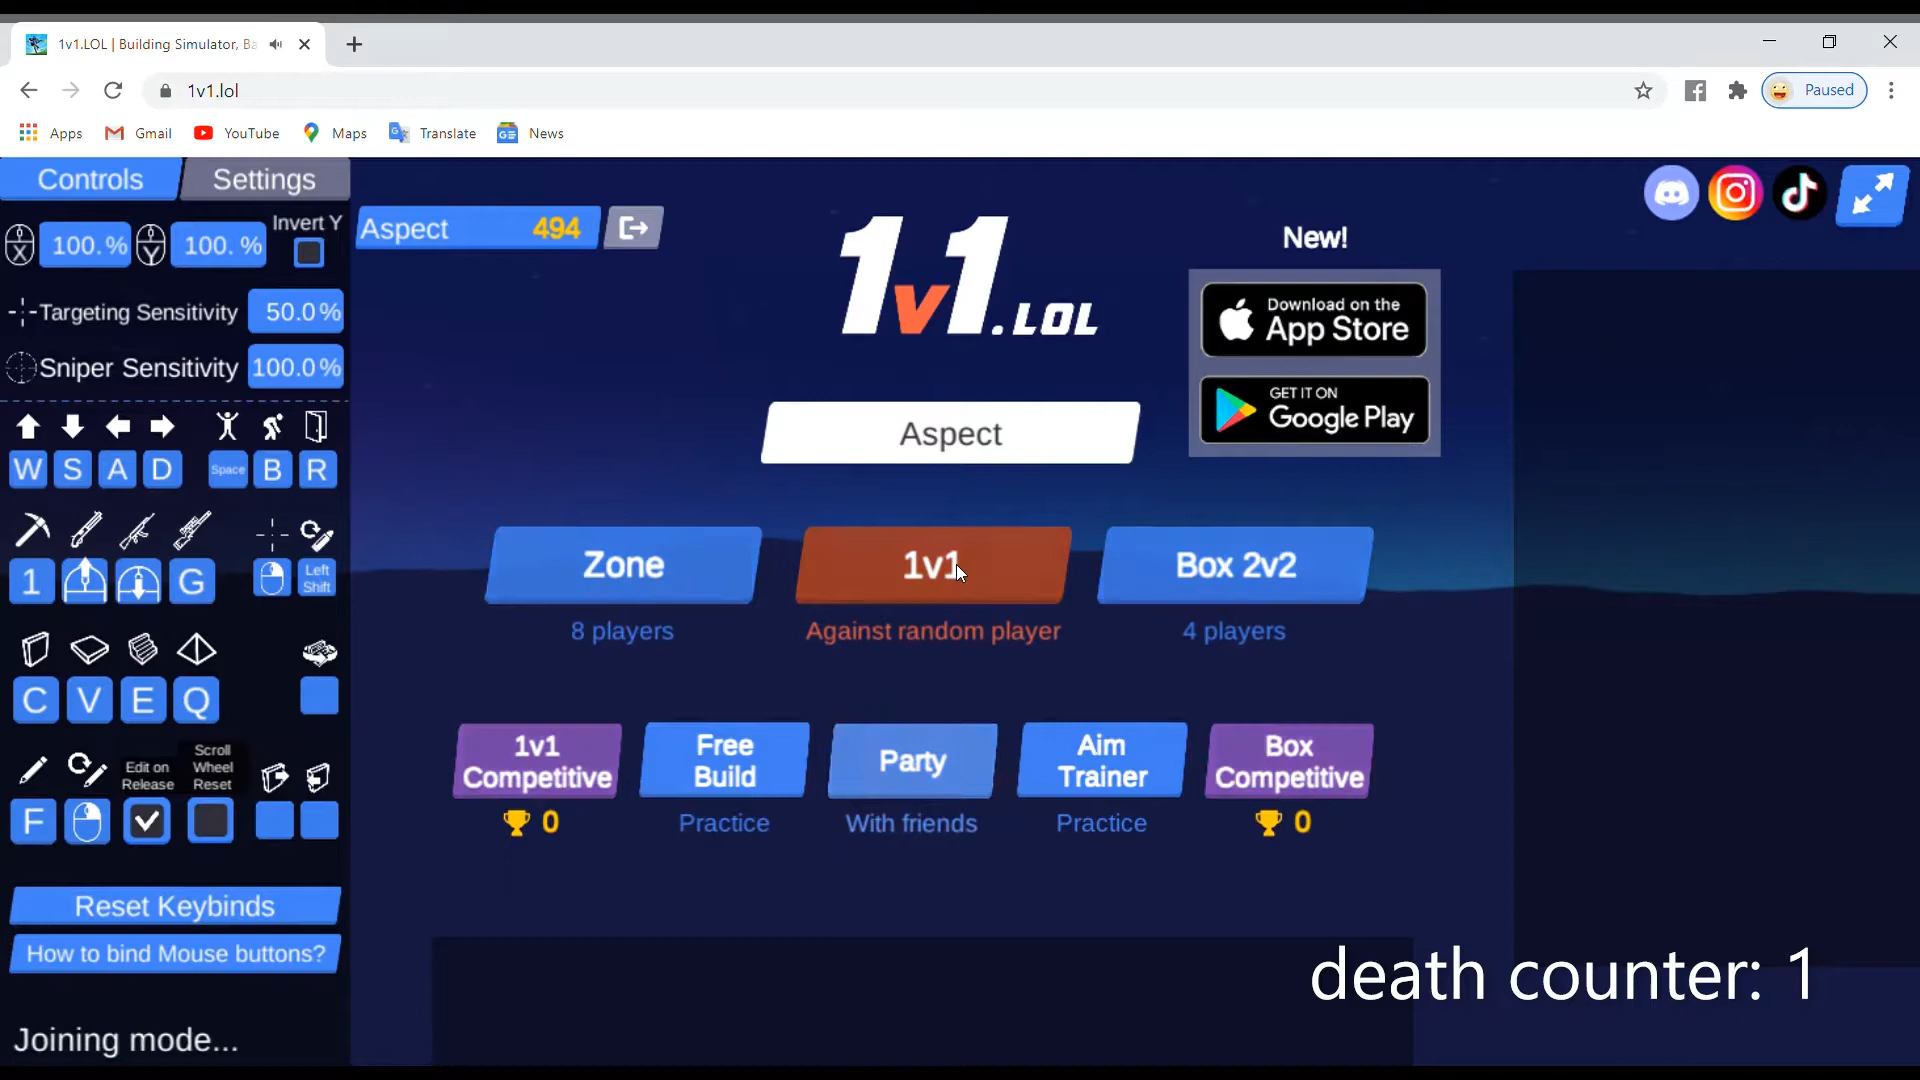 1v1.LOL | Building Simulator, Ba
1v1.lol
Paused
Apps
Gmail
YouTube
Maps
Translate
News
Controls
Settings
Invert Y
100.%
100. %
Targeting Sensitivity
50.0%
Sniper Sensitivity
100.0%
W
S
A
D
Space
B
R
1
G
Left
Shift
C
V
E
Q
Edit on
Release
Scroll
Wheel
Reset
F
Reset Keybinds
How to bind Mouse buttons?
Joining mode...
Aspect
494
1v1.LOL
New!
Download on the
App Store
GET IT ON
Google Play
Aspect
Zone
8 players
1v1
Against random player
Box 2v2
4 players
1v1
Competitive
0
Free
Build
Practice
Party
With friends
Aim
Trainer
Practice
Box
Competitive
0
death counter: 1